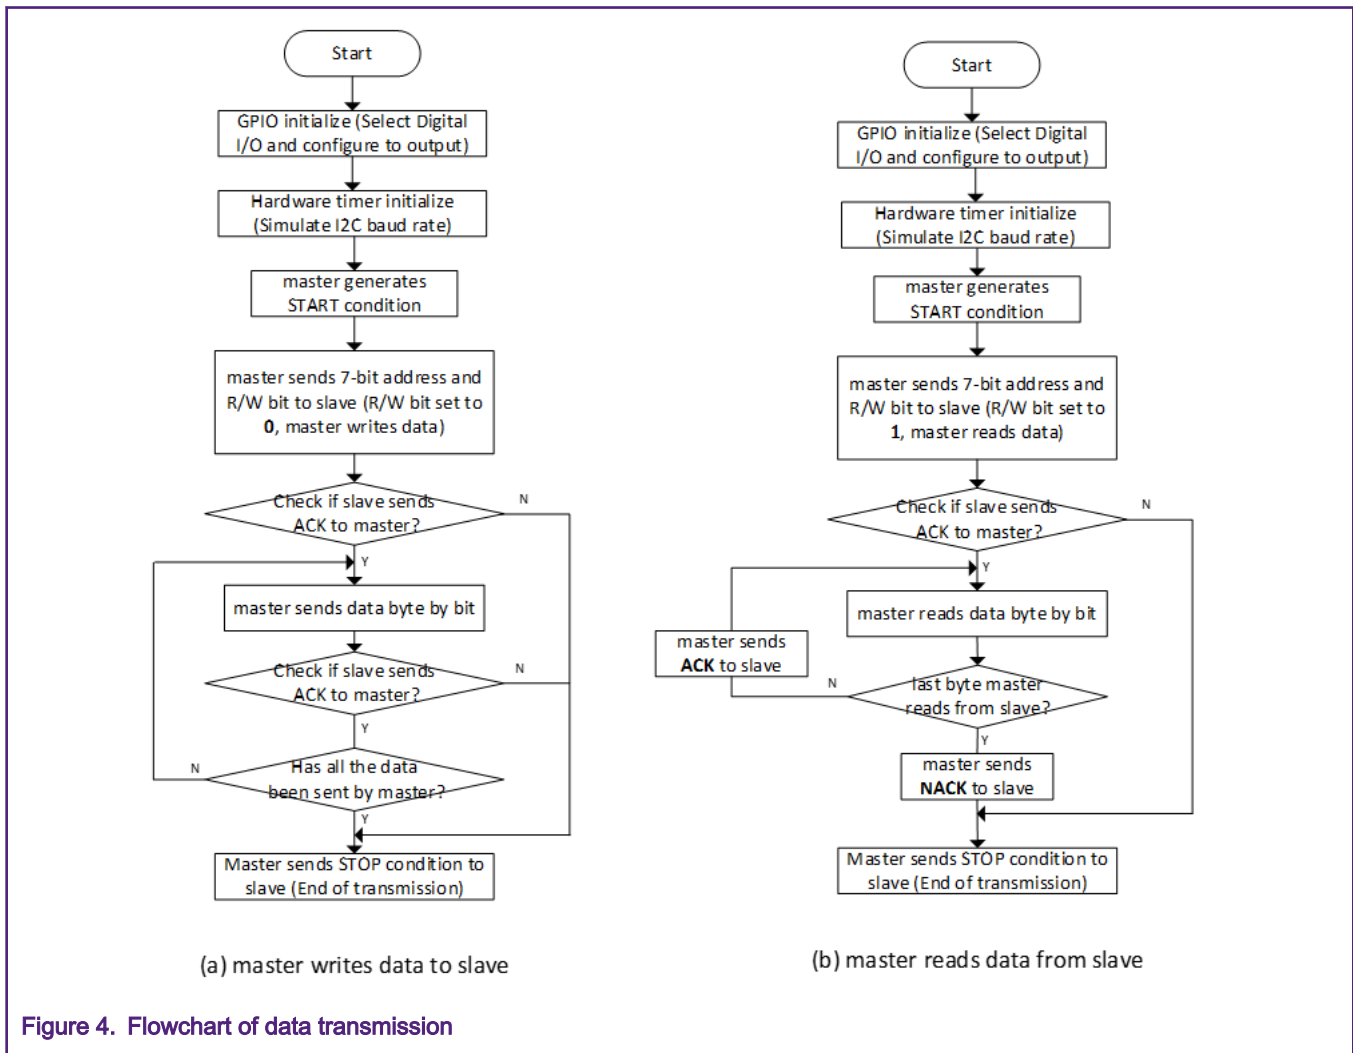 Start
GPIO initialize (Select Digital
I/O and configure to output)
Hardware timer initialize
(Simulate I2C baud rate)
master generates
START condition
master sends 7-bit address and
R/W bit to slave (R/W bit set to
0, master writes data)
Check if slave sends
ACK to master?
N
Y
master sends data byte by bit
Check if slave sends
ACK to master?
N
Y
Has all the data
been sent by master?
N
Y
Master sends STOP condition to
slave (End of transmission)
(a) master writes data to slave
Start
GPIO initialize (Select Digital
I/O and configure to output)
Hardware timer initialize
(Simulate I2C baud rate)
master generates
START condition
master sends 7-bit address and
R/W bit to slave (R/W bit set to
1, master reads data)
Check if slave sends
ACK to master?
N
Y
master reads data byte by bit
master sends
ACK to slave
last byte master
reads from slave?
N
Y
master sends
NACK to slave
Master sends STOP condition to
slave (End of transmission)
(b) master reads data from slave
Figure 4. Flowchart of data transmission